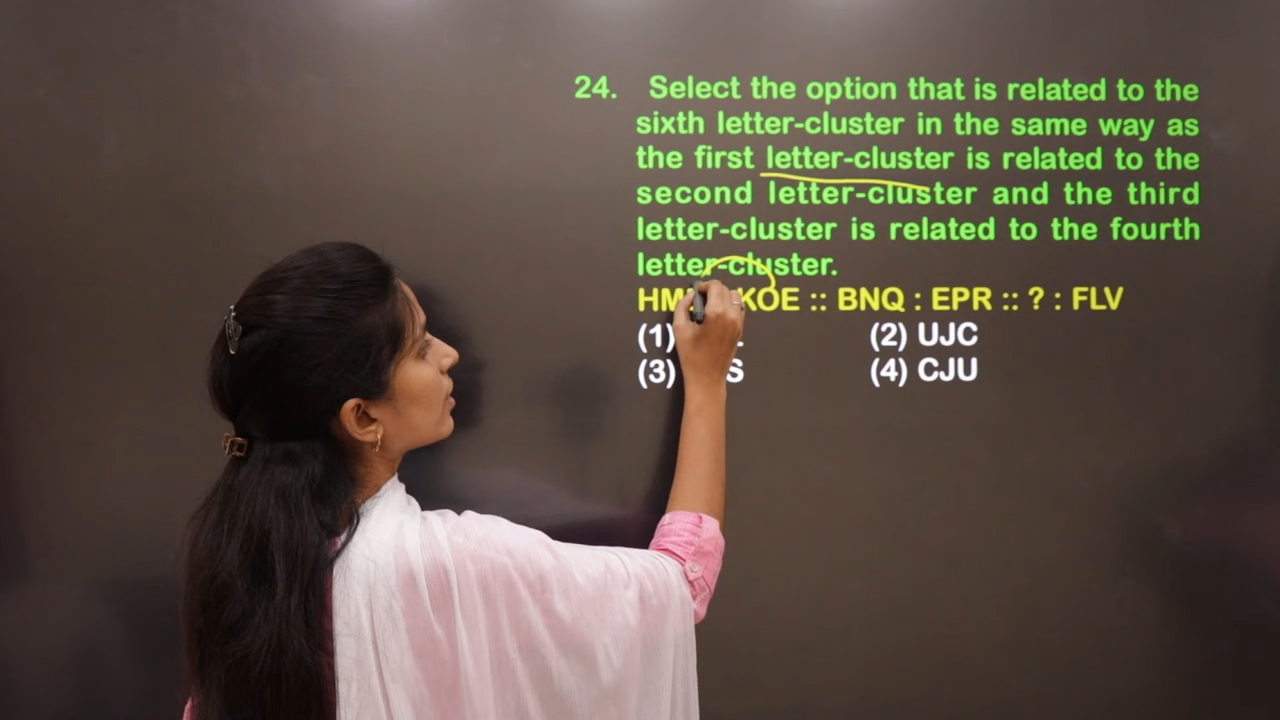 24. Select the option that is related to the
sixth letter-cluster in the same way as
the first letter-cluster is related to the
second letter-cluster and the third
letter-cluster is related to the fourth
letter-cluster.
KOE :: BNQ : EPR :: ? : FLV
(1) (2) UJC
(3) (4) CJU